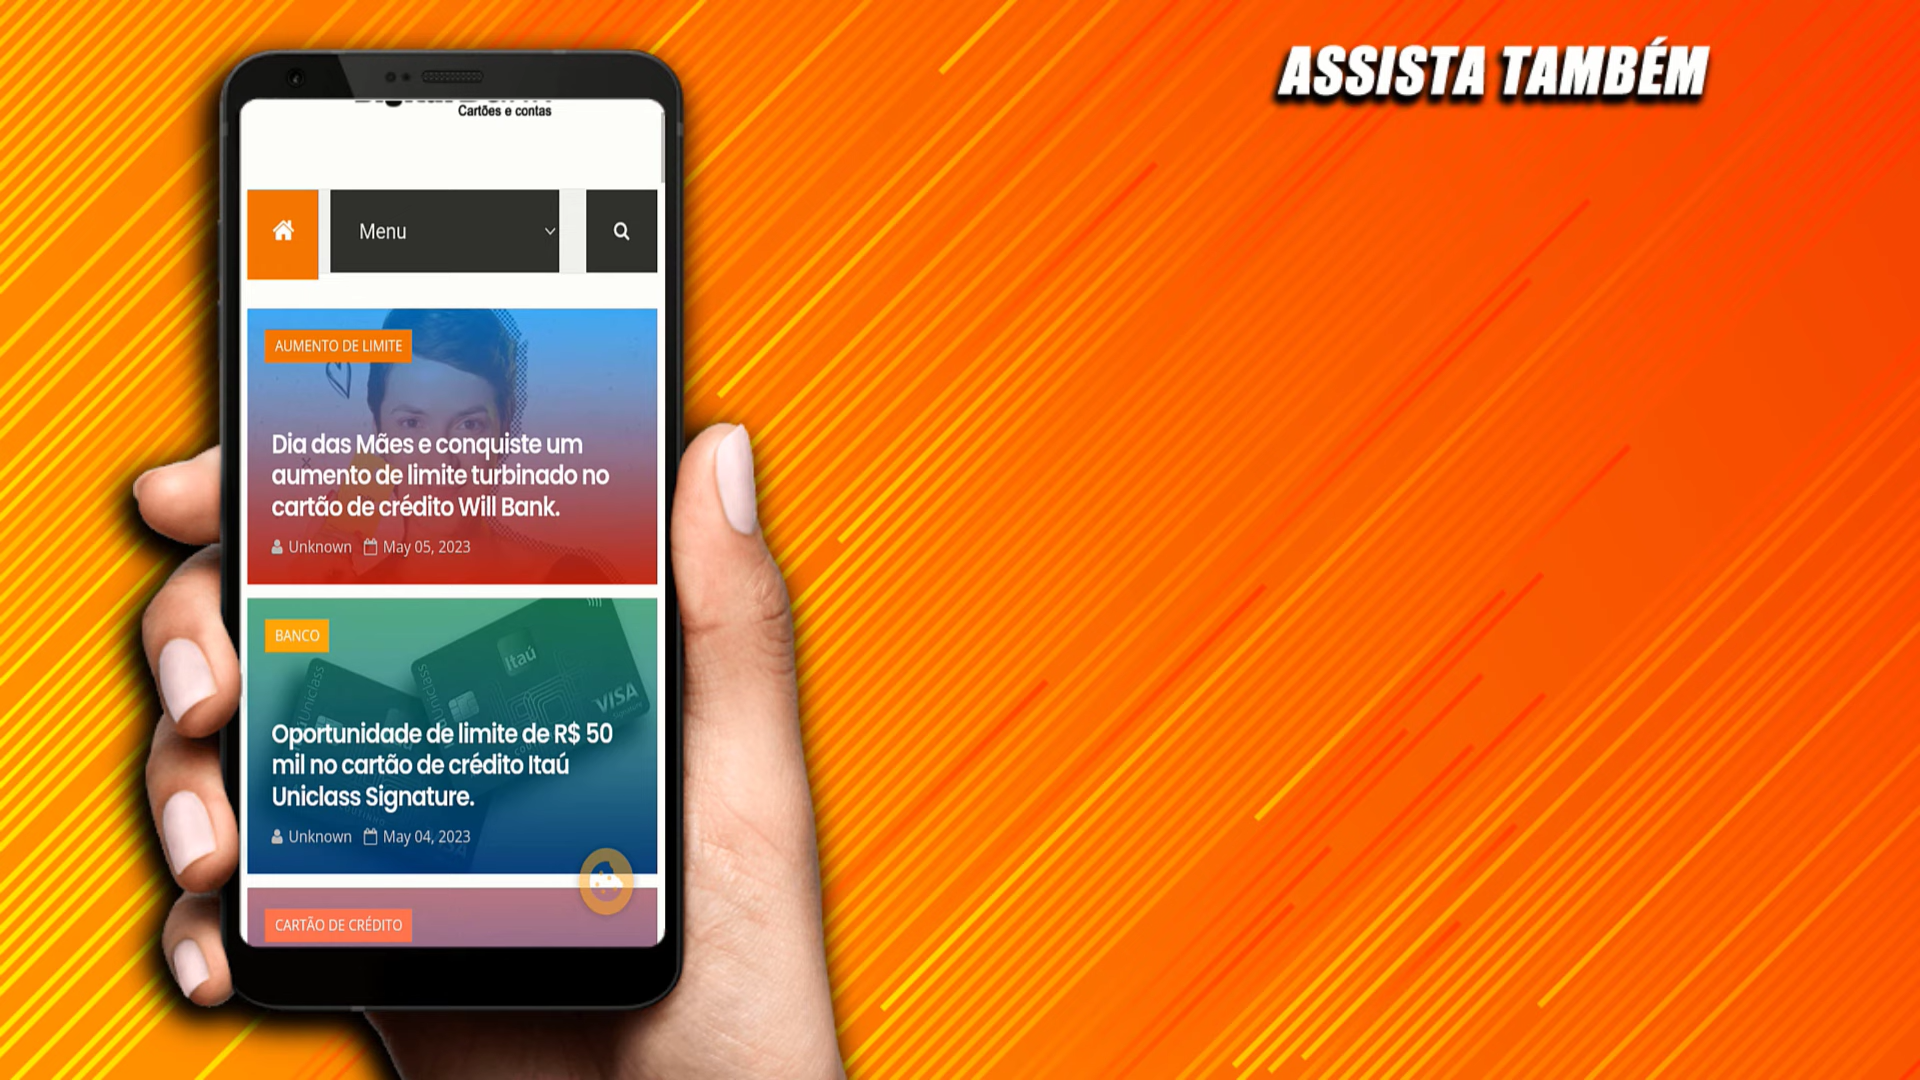 ASSISTA TAMBÉM
Cartões e contas
Menu
AUMENTO DE LIMITE
Dia das Mães e conquiste um
aumento de limite turbinado no
cartão de crédito Will Bank.
Unknown May 05, 2023
BANCO
Itaú
Uniclass
VISA
Signature
Oportunidade de limite de R$ 50
mil no cartão de crédito Itaú
Uniclass Signature.
Unknown May 04, 2023
CARTÃO DE CRÉDITO